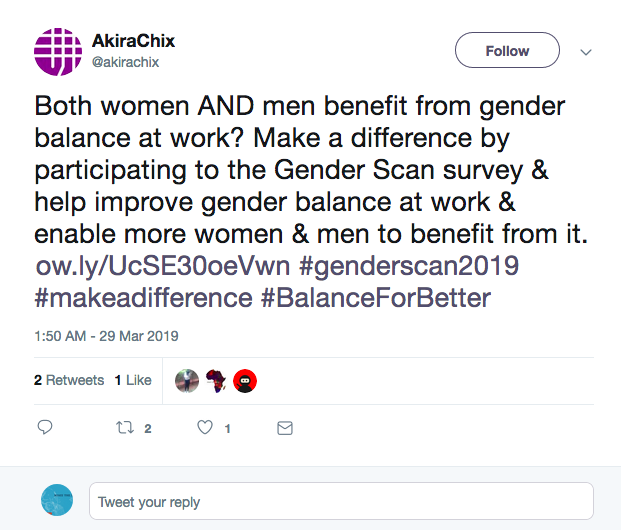 AkiraChix
@akirachix
Follow
Both women AND men benefit from gender
balance at work? Make a difference by
participating to the Gender Scan survey &
help improve gender balance at work &
enable more women & men to benefit from it.
ow.ly/UcSE30oeVwn #genderscan2019
#makeadifference #BalanceForBetter
1:50 AM - 29 Mar 2019
2 Retweets 1 Like
2 1
Tweet your reply